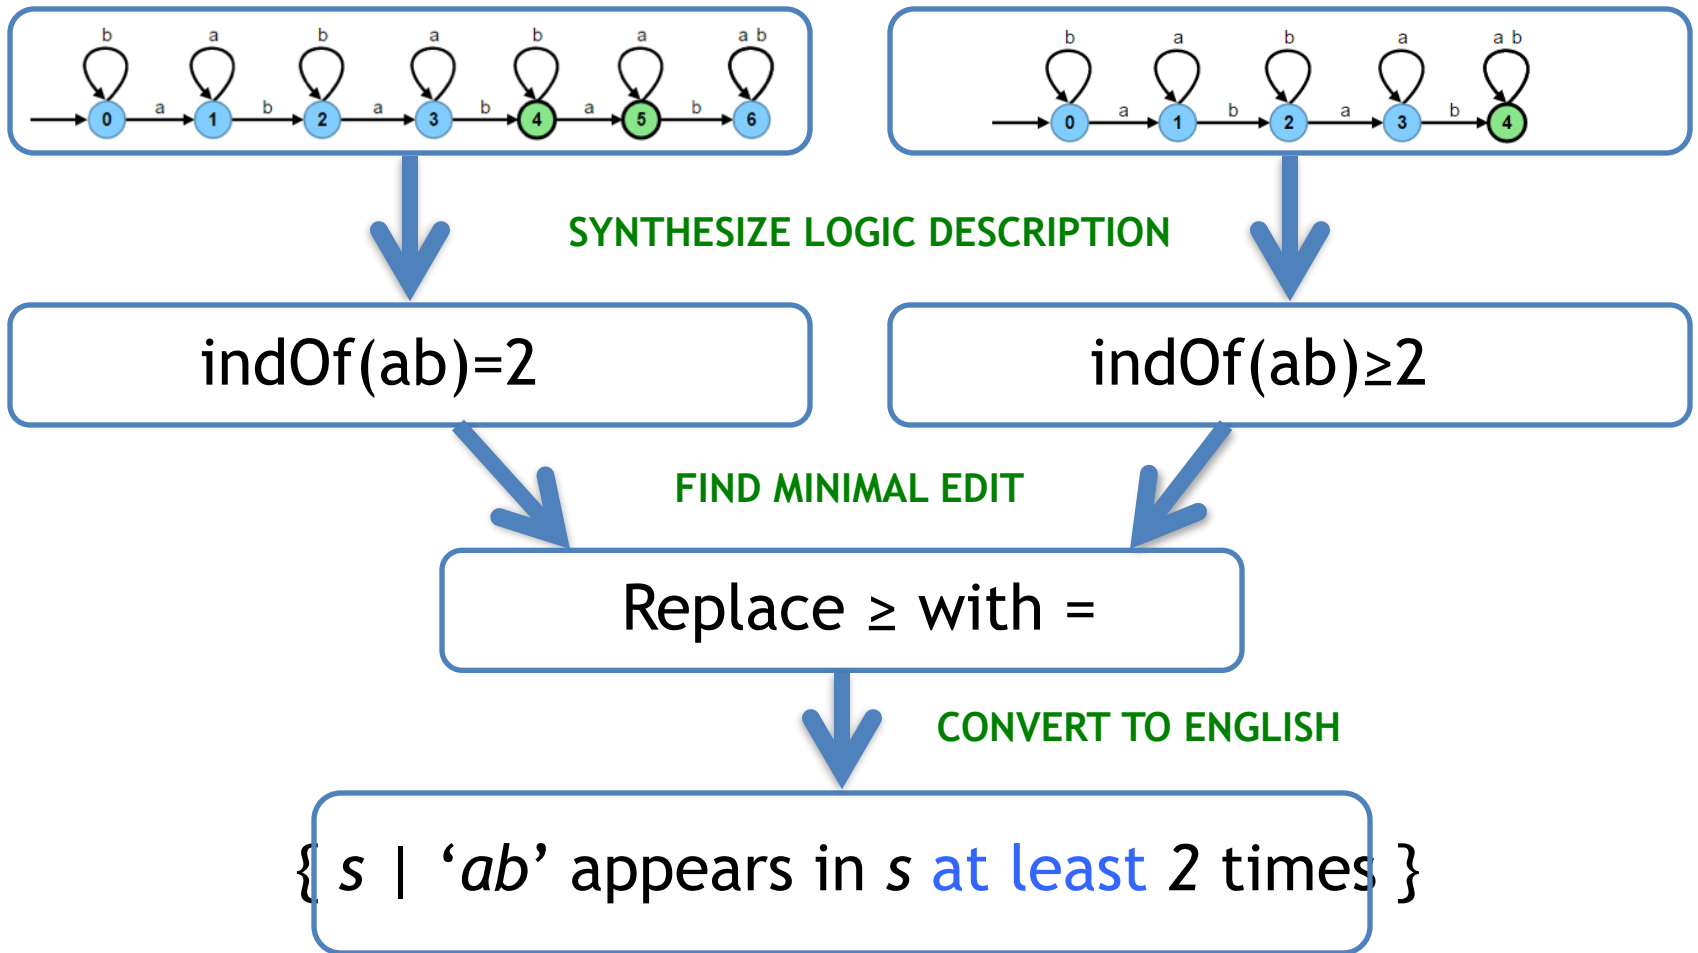 b a b a b a a b
0 a 1 b 2 a 3 b 4 a 5 b 6
b a b a a b
0 a 1 b 2 a 3 b 4
SYNTHESIZE LOGIC DESCRIPTION
indOf(ab)=2
indOf(ab)≥2
FIND MINIMAL EDIT
Replace ≥ with =
CONVERT TO ENGLISH
{ s | ‘ab’ appears in s at least 2 times }